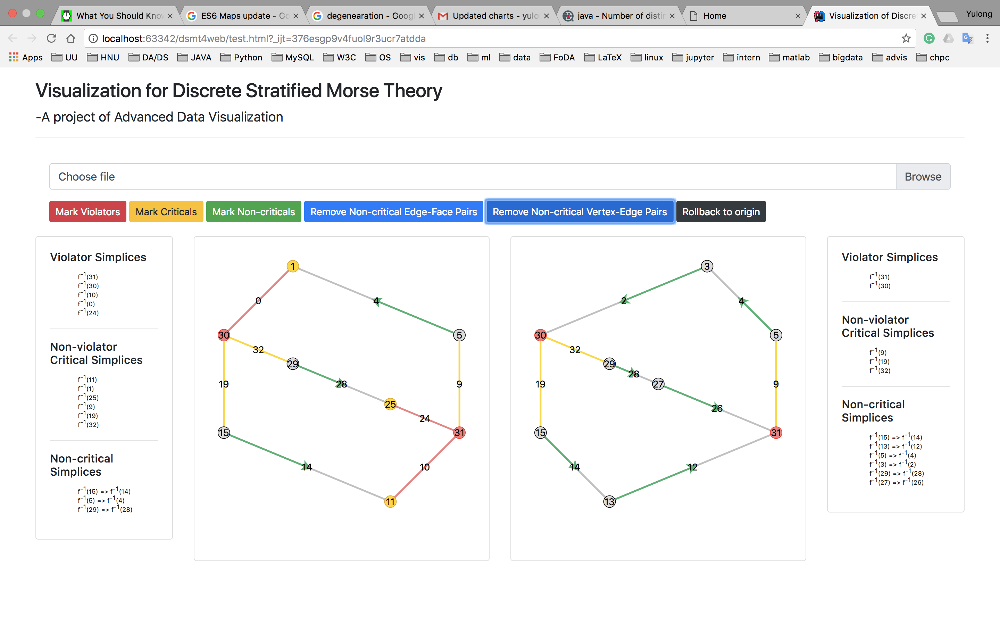 What You Should Kno
ES6 Maps update - Go
degenearation - Googl
Updated charts - yulo
java - Number of distin
Home
Visualization of Discre
Yulong
localhost:63342/dsmt4web/test.html?_ijt=376esgp9v4fuol9r3ucr7atdda
Apps UU HNU DA/DS JAVA Python MySQL W3C OS vis db ml data FoDA LaTeX linux jupyter intern matlab bigdata advis chpc
Visualization for Discrete Stratified Morse Theory
-A project of Advanced Data Visualization
Choose file Browse
Mark Violators Mark Criticals Mark Non-criticals Remove Non-critical Edge-Face Pairs Remove Non-critical Vertex-Edge Pairs Rollback to origin
Violator Simplices
f-1(31)
f-1(30)
f-1(10)
f-1(0)
f-1(24)
Non-violator
Critical Simplices
f-1(11)
f-1(1)
f-1(25)
f-1(9)
f-1(19)
f-1(32)
Non-critical
Simplices
f-1(15) => f-1(14)
f-1(5) => f-1(4)
f-1(29) => f-1(28)
1
0
4
30
5
32
29
19
28
9
25
24
15
31
14
10
11
3
2
4
30
5
32
29
28
19
27
9
26
15
31
14
12
13
Violator Simplices
f-1(31)
f-1(30)
Non-violator
Critical Simplices
f-1(9)
f-1(19)
f-1(32)
Non-critical
Simplices
f-1(15) => f-1(14)
f-1(13) => f-1(12)
f-1(5) => f-1(4)
f-1(3) => f-1(2)
f-1(29) => f-1(28)
f-1(27) => f-1(26)